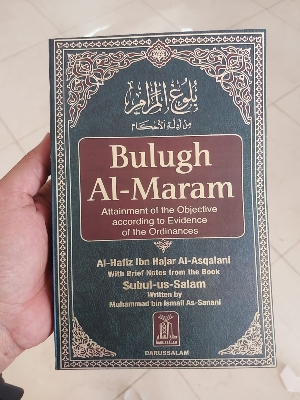 بلوغ المرام
من أدلة الأحكام
Bulugh
Al-Maram
Attainment of the Objective
according to Evidence
of the Ordinances
Al-Hafiz Ibn Hajar Al-Asqalani
With Brief Notes from the Book
Subul-us-Salam
Written by
Muhammad bin Ismail As-Sanani
DARUSSALAM